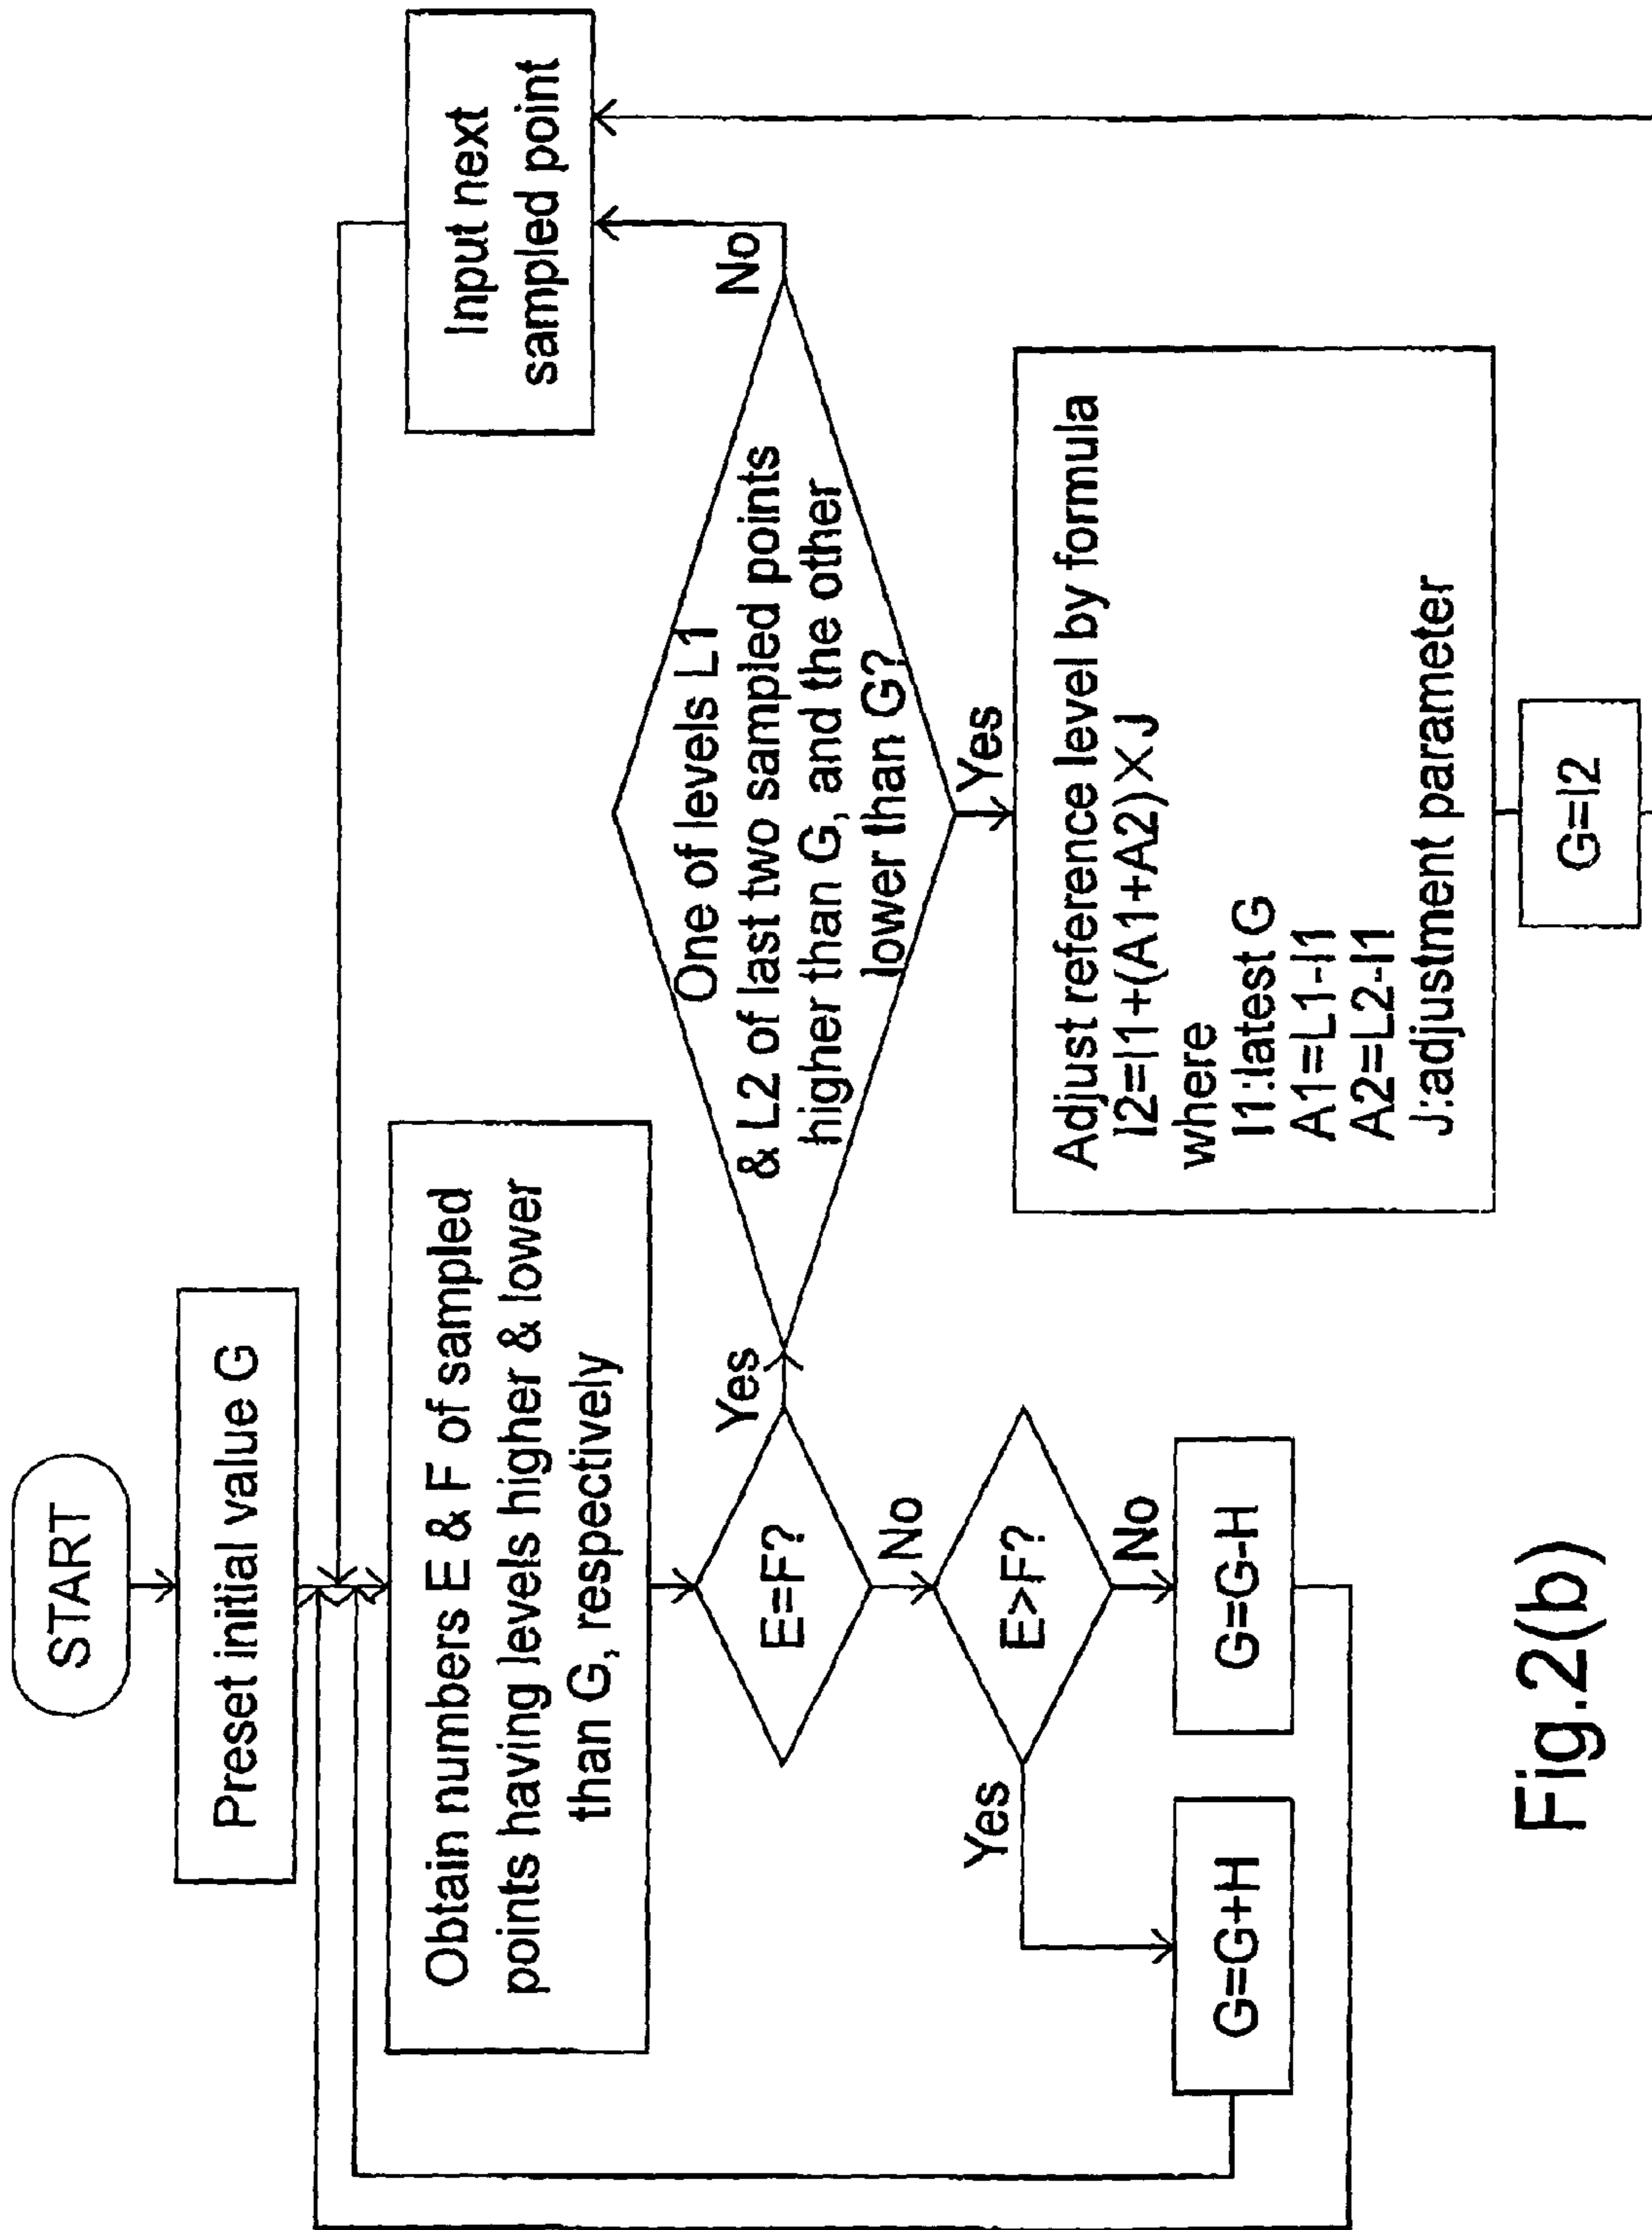 START
Preset initial value G
Obtain numbers E & F of sampled
points having levels higher & lower
than G, respectively
E=F?
Yes
No
E>F?
Yes
No
G=G+H
G=G-H
One of levels L1
& L2 of last two sampled points
higher than G, and the other
lower than G?
No
Yes
Input next
sampled point
Adjust reference level by formula
I2=I1+(A1+A2)×J
where
I1:latest G
A1=L1-I1
A2=L2-I1
J:adjustment parameter
G=I2
Fig.2(b)